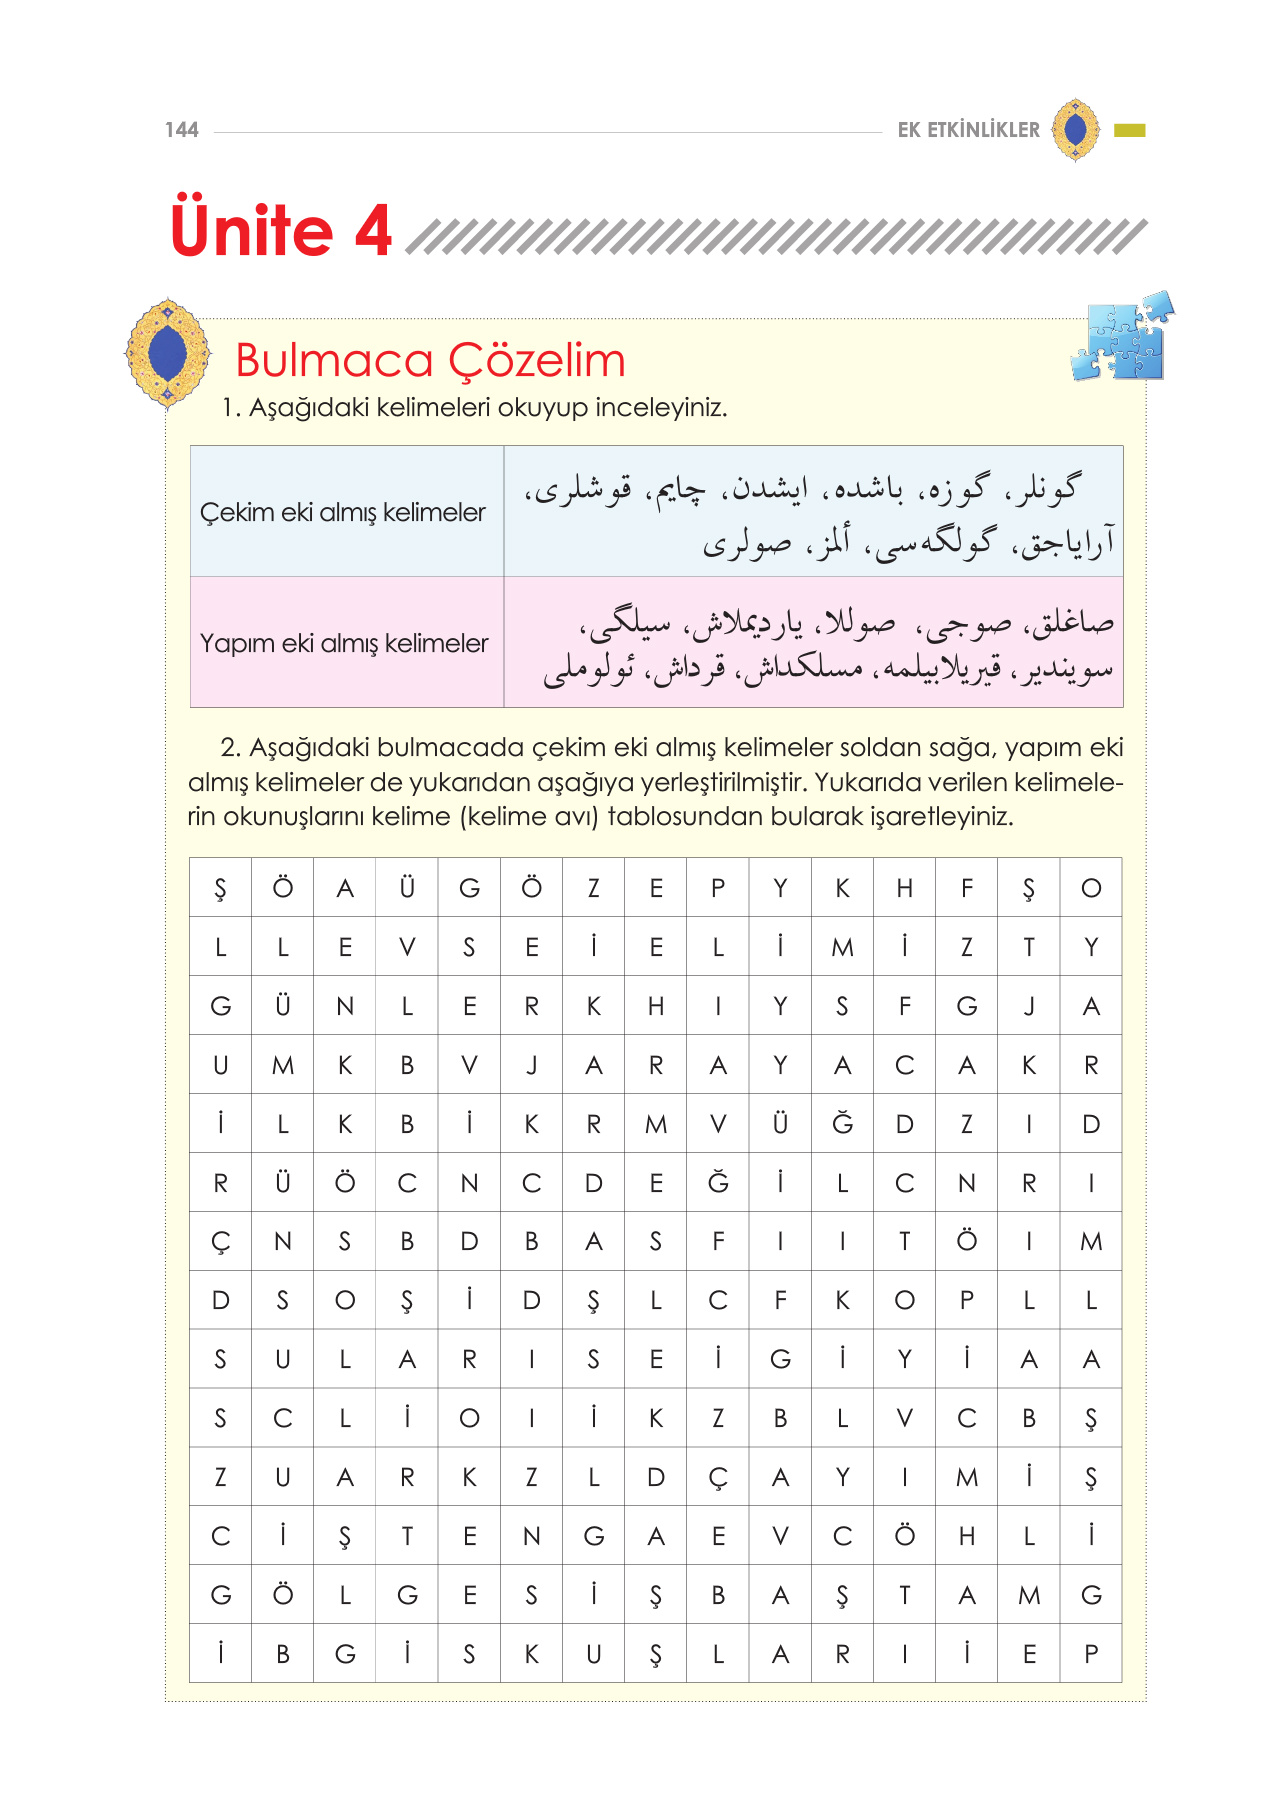 144
EK ETKİNLİKLER
Ünite 4
Bulmaca Çözelim
1. Aşağıdaki kelimeleri okuyup inceleyiniz.
Çekim eki almış kelimeler
گونلر، گوزه، باشده، ایشدن، چایم، قوشلری،
آرایاجق، گولگه‌سی، ألمز، صولری
Yapım eki almış kelimeler
صاغلق، صوجی، صوللا، یاردیملاش، سیلگی،
سویندیر، قیریلابیلمه، مسلکداش، قرداش، ئولوملی
2. Aşağıdaki bulmacada çekim eki almış kelimeler soldan sağa, yapım eki
almış kelimeler de yukarıdan aşağıya yerleştirilmiştir. Yukarıda verilen kelimele-
rin okunuşlarını kelime (kelime avı) tablosundan bularak işaretleyiniz.
Ş Ö A Ü G Ö Z E P Y K H F Ş O
L L E V S E İ E L İ M İ Z T Y
G Ü N L E R K H I Y S F G J A
U M K B V J A R A Y A C A K R
İ L K B İ K R M V Ü Ğ D Z I D
R Ü Ö C N C D E Ğ İ L C N R I
Ç N S B D B A S F I I T Ö I M
D S O Ş İ D Ş L C F K O P L L
S U L A R I S E İ G İ Y İ A A
S C L İ O I İ K Z B L V C B Ş
Z U A R K Z L D Ç A Y I M İ Ş
C İ Ş T E N G A E V C Ö H L İ
G Ö L G E S İ Ş B A Ş T A M G
İ B G İ S K U Ş L A R I İ E P